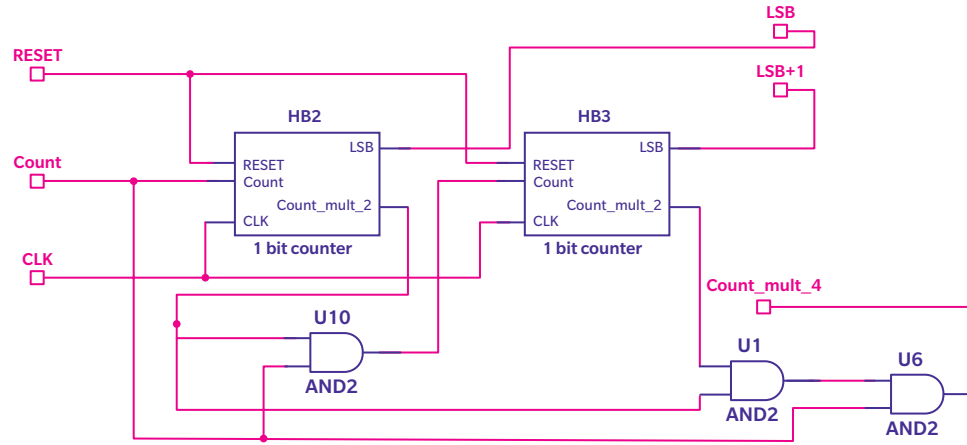 LSB
RESET
LSB+1
HB2
HB3
LSB
LSB
Count
RESET
RESET
Count
Count
Count_mult_2
Count_mult_2
CLK
CLK
1 bit counter
1 bit counter
CLK
Count_mult_4
U10
U1
U6
AND2
AND2
AND2